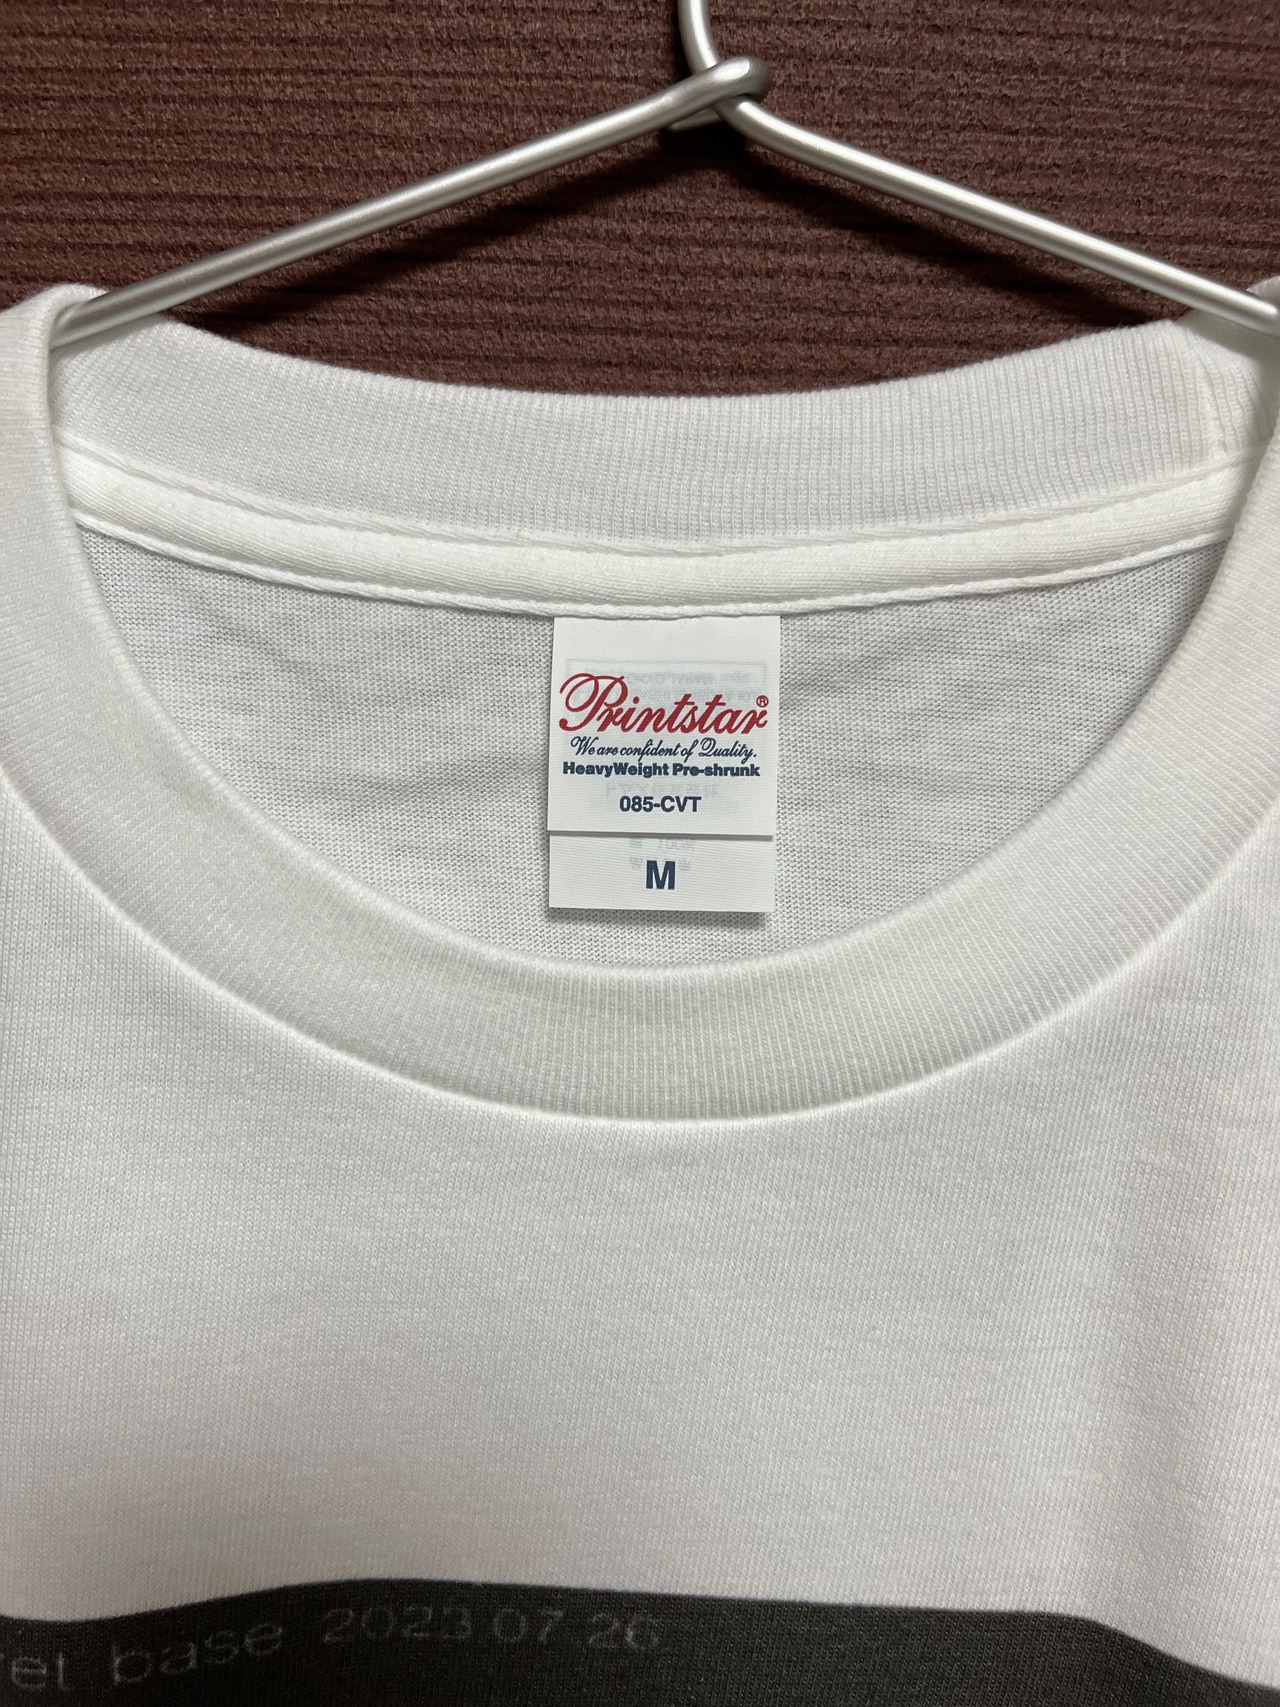 Printstar®
We are confident of Quality.
HeavyWeight Pre-shrunk
085-CVT
M
base 2023.07.26